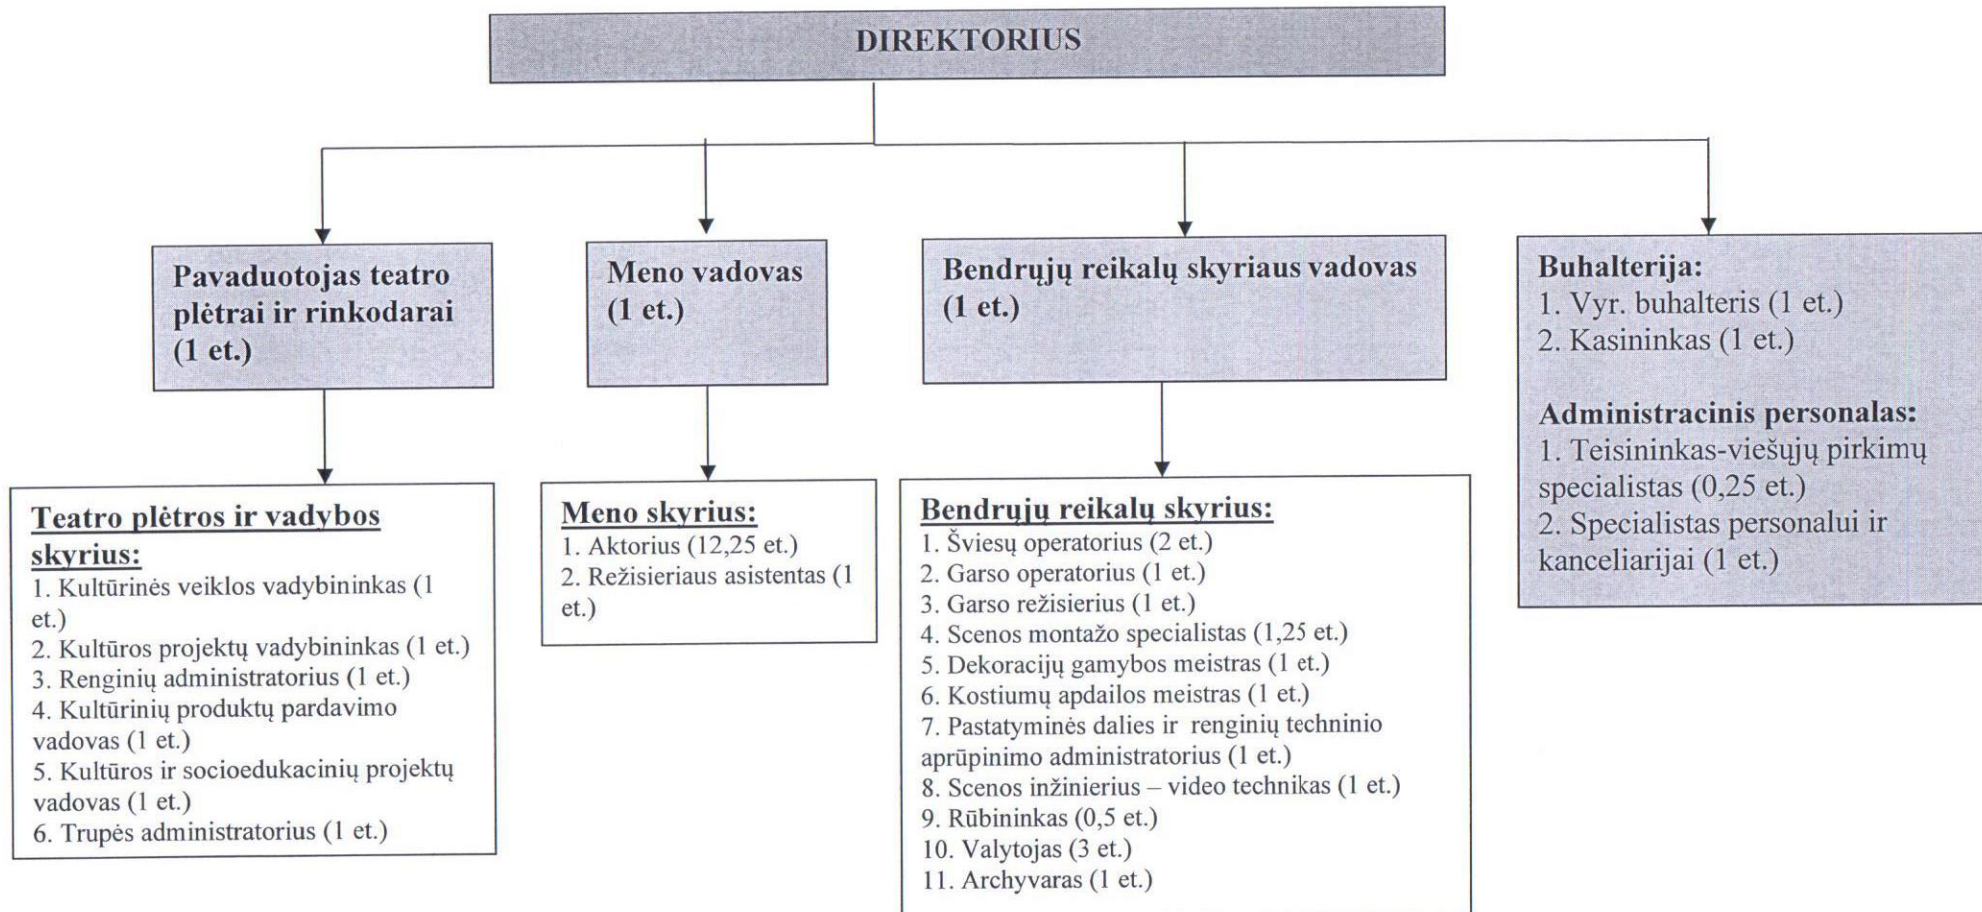 DIREKTORIUS
Pavaduotojas teatro
plėtrai ir rinkodarai
(1 et.)
Meno vadovas
(1 et.)
Bendrųjų reikalų skyriaus vadovas
(1 et.)
Buhalterija:
1. Vyr. buhalteris (1 et.)
2. Kasininkas (1 et.)
Administracinis personalas:
1. Teisininkas-viešųjų pirkimų
specialistas (0,25 et.)
2. Specialistas personalui ir
kanceliarijai (1 et.)
Teatro plėtros ir vadybos
skyrius:
1. Kultūrinės veiklos vadybininkas (1
et.)
2. Kultūros projektų vadybininkas (1 et.)
3. Renginių administratorius (1 et.)
4. Kultūrinių produktų pardavimo
vadovas (1 et.)
5. Kultūros ir socioedukacinių projektų
vadovas (1 et.)
6. Trupės administratorius (1 et.)
Meno skyrius:
1. Aktorius (12,25 et.)
2. Režisieriaus asistentas (1
et.)
Bendrųjų reikalų skyrius:
1. Šviesų operatorius (2 et.)
2. Garso operatorius (1 et.)
3. Garso režisierius (1 et.)
4. Scenos montažo specialistas (1,25 et.)
5. Dekoracijų gamybos meistras (1 et.)
6. Kostiumų apdailos meistras (1 et.)
7. Pastatyminės dalies ir renginių techninio
aprūpinimo administratorius (1 et.)
8. Scenos inžinierius – video technikas (1 et.)
9. Rūbininkas (0,5 et.)
10. Valytojas (3 et.)
11. Archyvaras (1 et.)